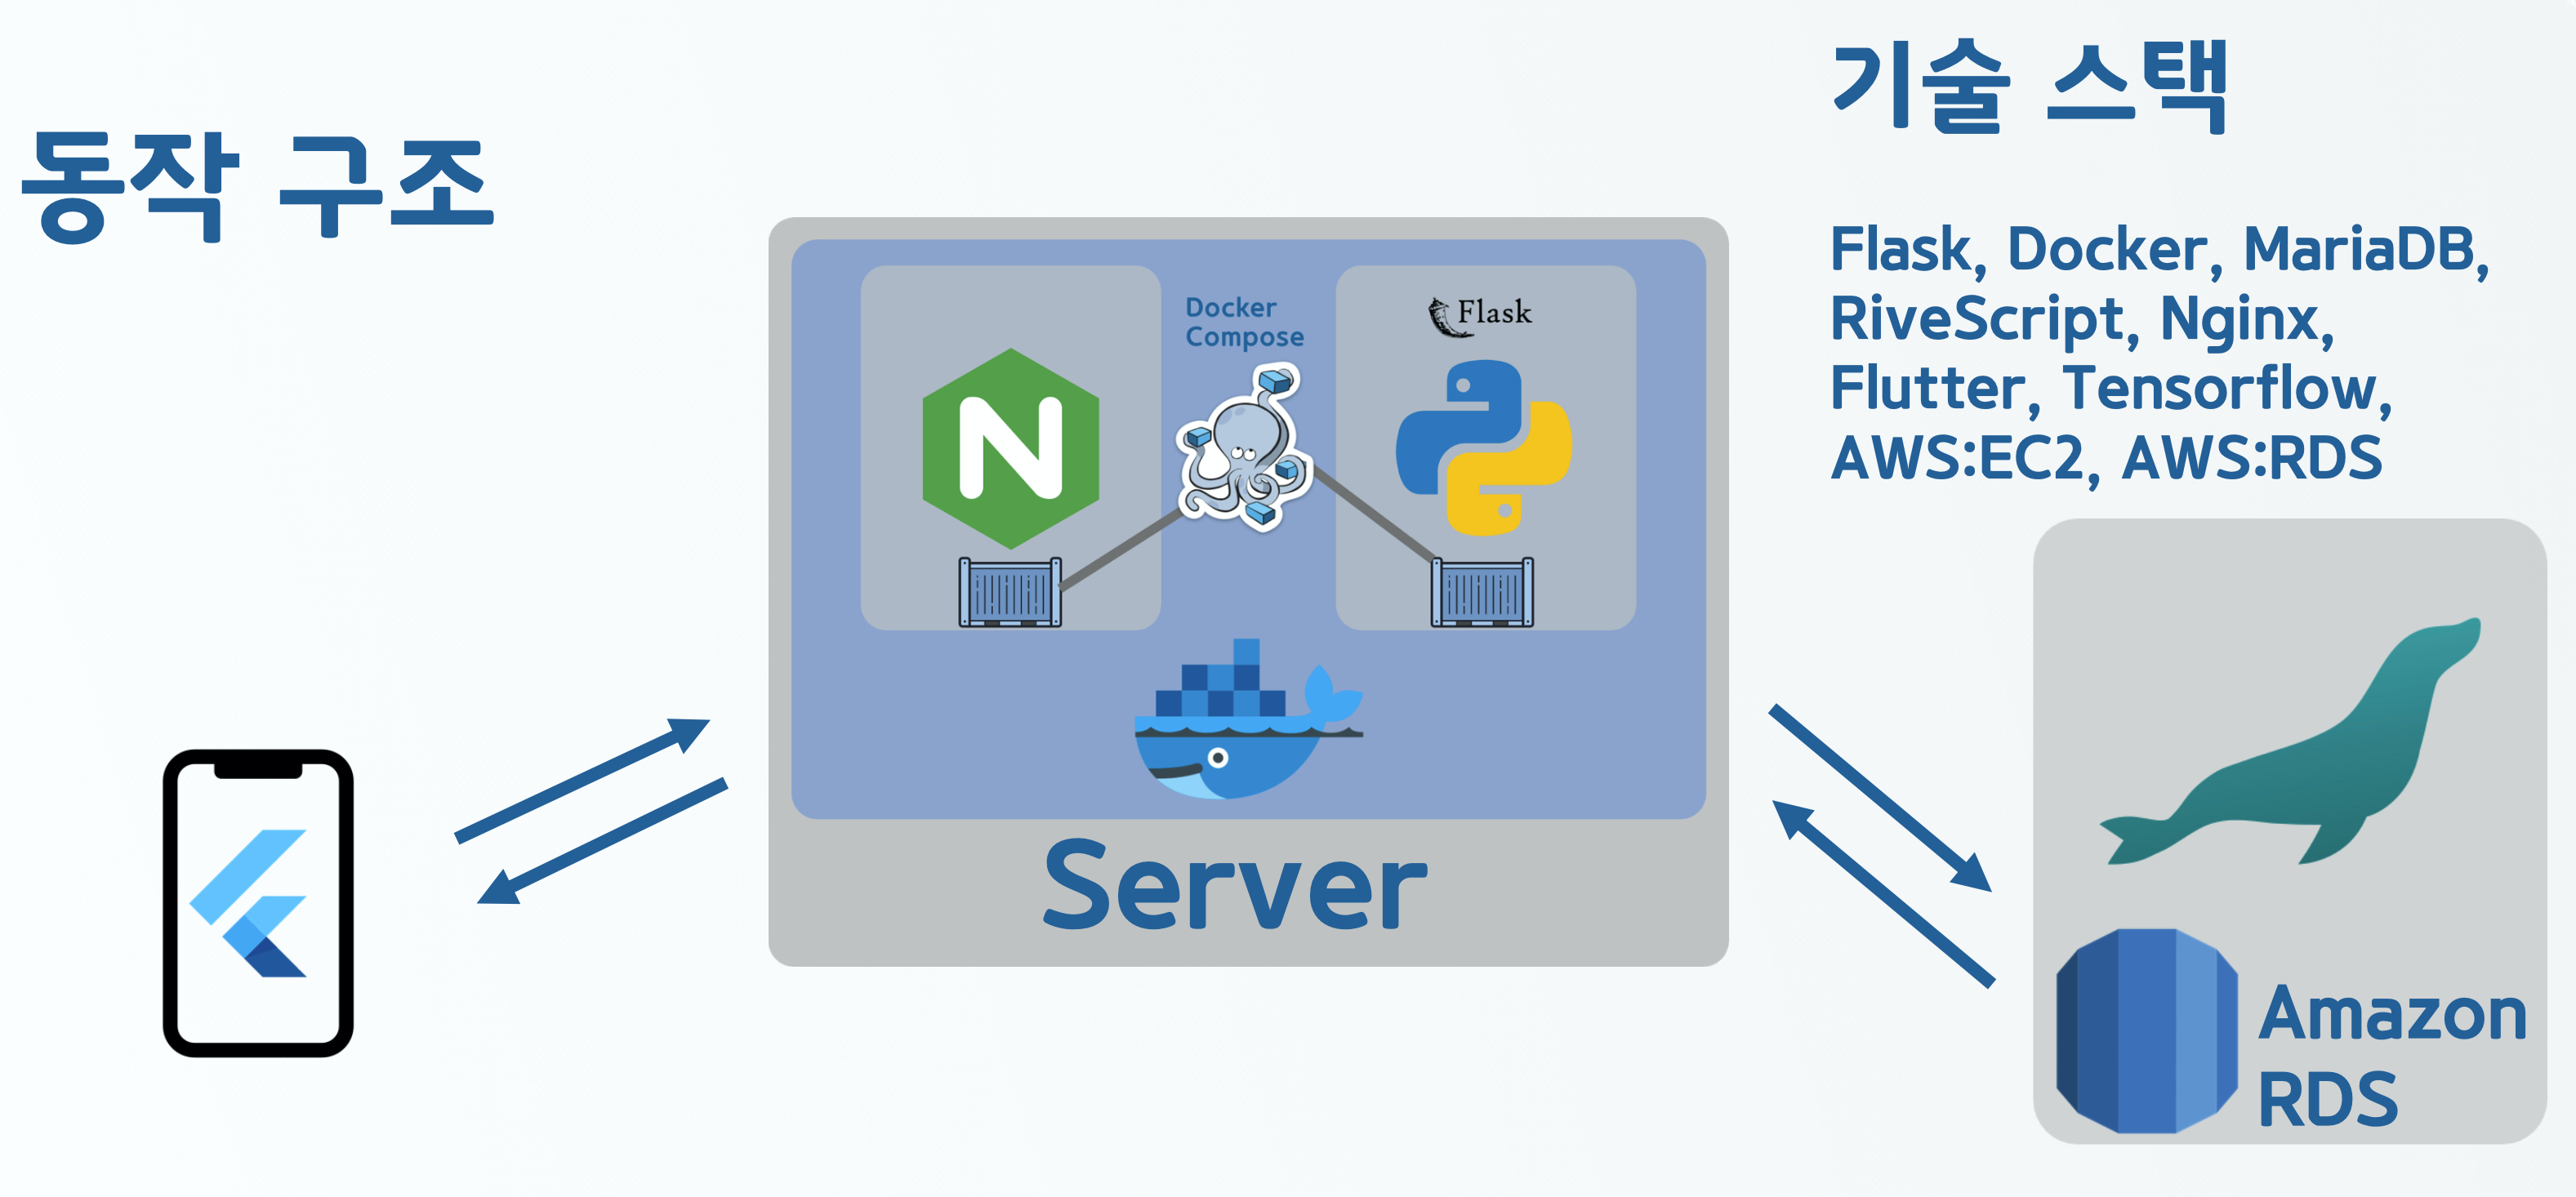 동작 구조
기술 스택
Flask, Docker, MariaDB,
RiveScript, Nginx,
Flutter, Tensorflow,
AWS:EC2, AWS:RDS
Docker
Compose
Flask
N
Server
Amazon
RDS